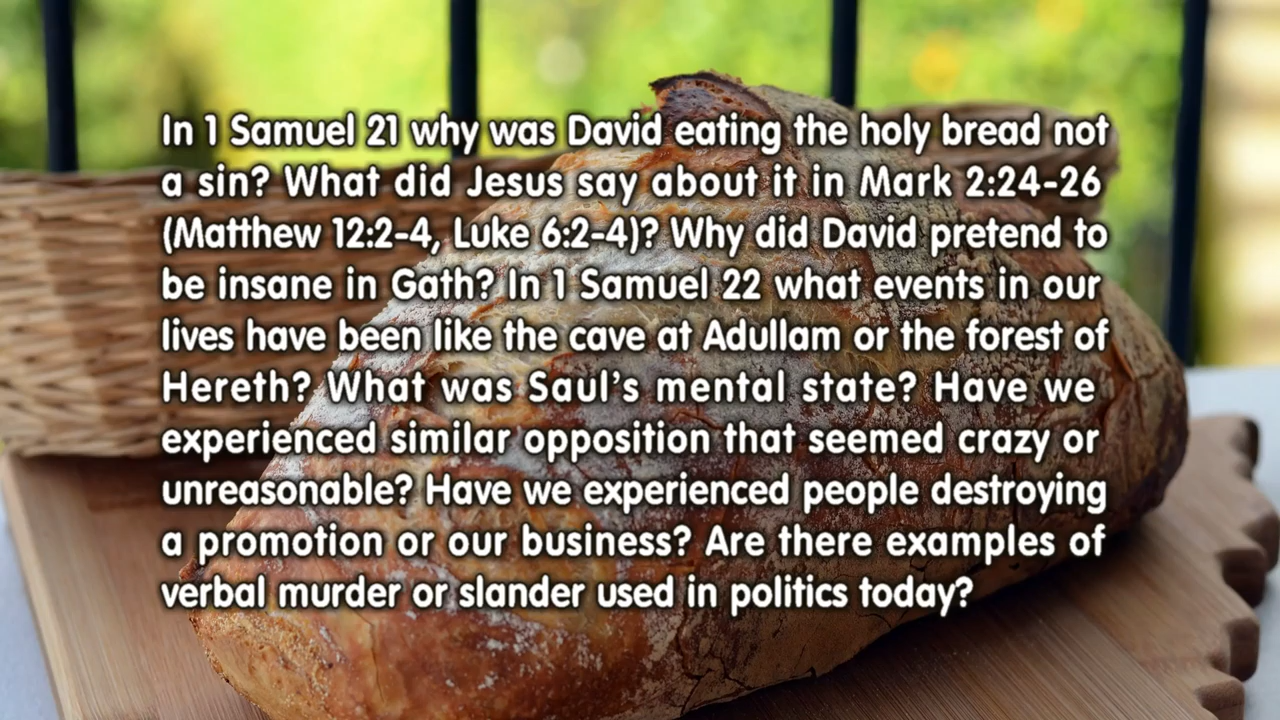 In 1 Samuel 21 why was David eating the holy bread not
a sin? What did Jesus say about it in Mark 2:24-26
(Matthew 12:2-4, Luke 6:2-4)? Why did David pretend to
be insane in Gath? In 1 Samuel 22 what events in our
lives have been like the cave at Adullam or the forest of
Hereth? What was Saul's mental state? Have we
experienced similar opposition that seemed crazy or
unreasonable? Have we experienced people destroying
a promotion or our business? Are there examples of
verbal murder or slander used in politics today?